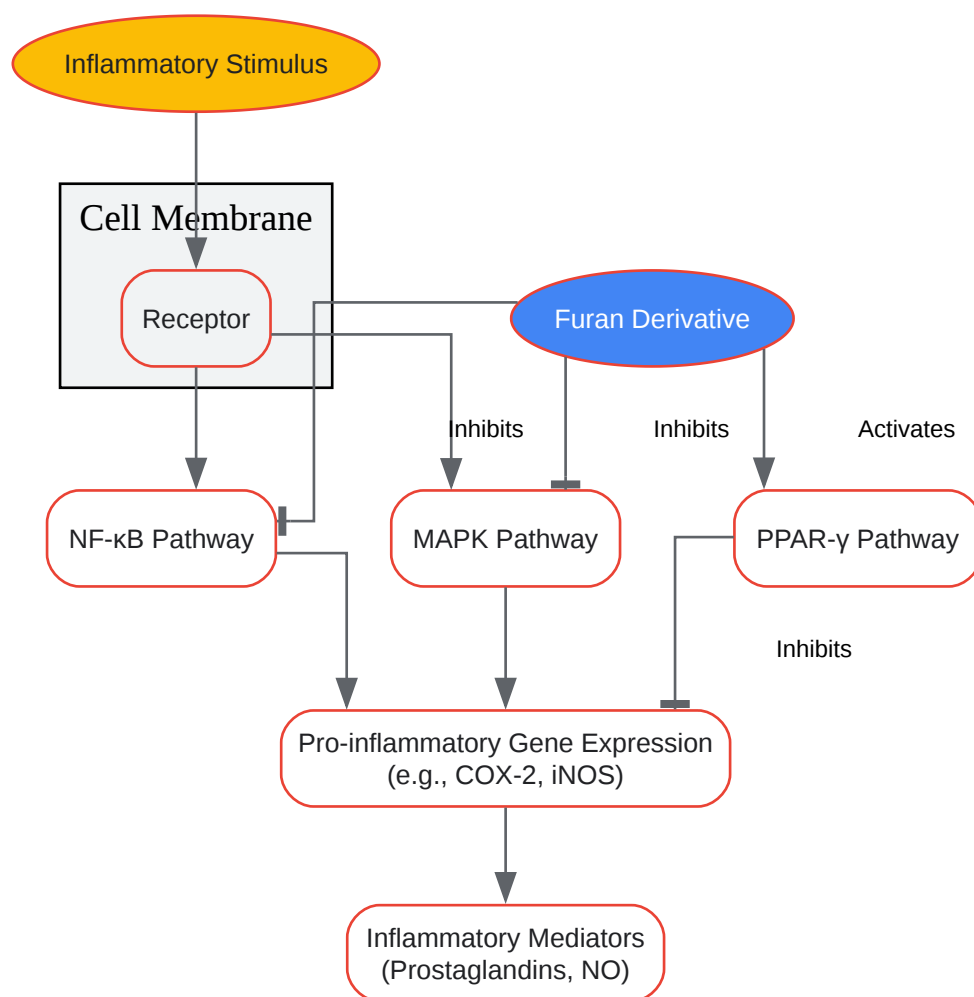 Inflammatory Stimulus
Cell Membrane
Receptor
Furan Derivative
Inhibits
Inhibits
Activates
NF-κB Pathway
MAPK Pathway
PPAR-γ Pathway
Inhibits
Pro-inflammatory Gene Expression
(e.g., COX-2, iNOS)
Inflammatory Mediators
(Prostaglandins, NO)